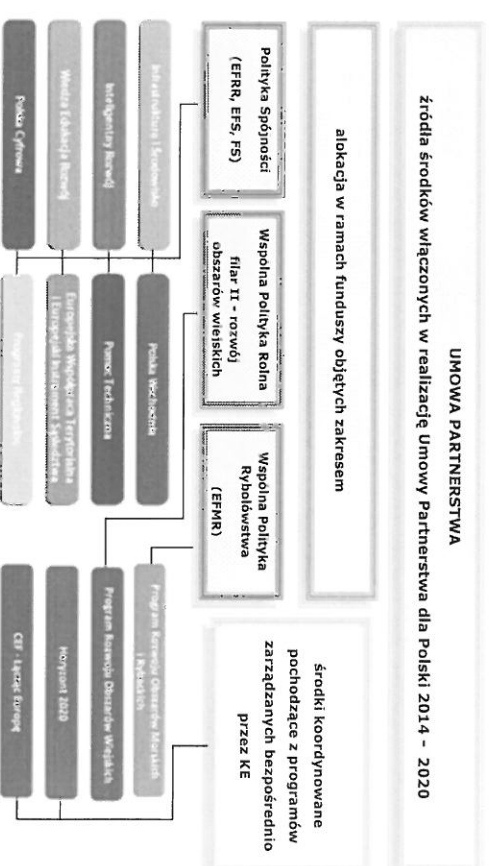 UMOWA PARTNERSTWA
źródła środków włączonych w realizację Umowy Partnerstwa dla Polski 2014 - 2020
alokacja w ramach funduszy objętych zakresem
Polityka Spójności
(EFRR, EFS, FS)
Wspólna Polityka Rolna
filar II - rozwój
obszarów wiejskich
Wspólna Polityka
Rybołówstwa
(EFMR)
środki koordynowane
pochodzące z programów
zarządzanych bezpośrednio
przez KE
Infrastruktura i Środowisko
Polska Wschodnia
Program Rozwoju Obszarów Morskich
i Rybackich
Inteligentny Rozwój
Pomoc Techniczna
Program Rozwoju Obszarów Wiejskich
Wiedza Edukacja Rozwój
Europejska Współpraca Terytorialna
i Europejski Instrument Sąsiedztwa
Horyzont 2020
Polska Cyfrowa
Programy Regionalne
CEF - Łącząc Europę